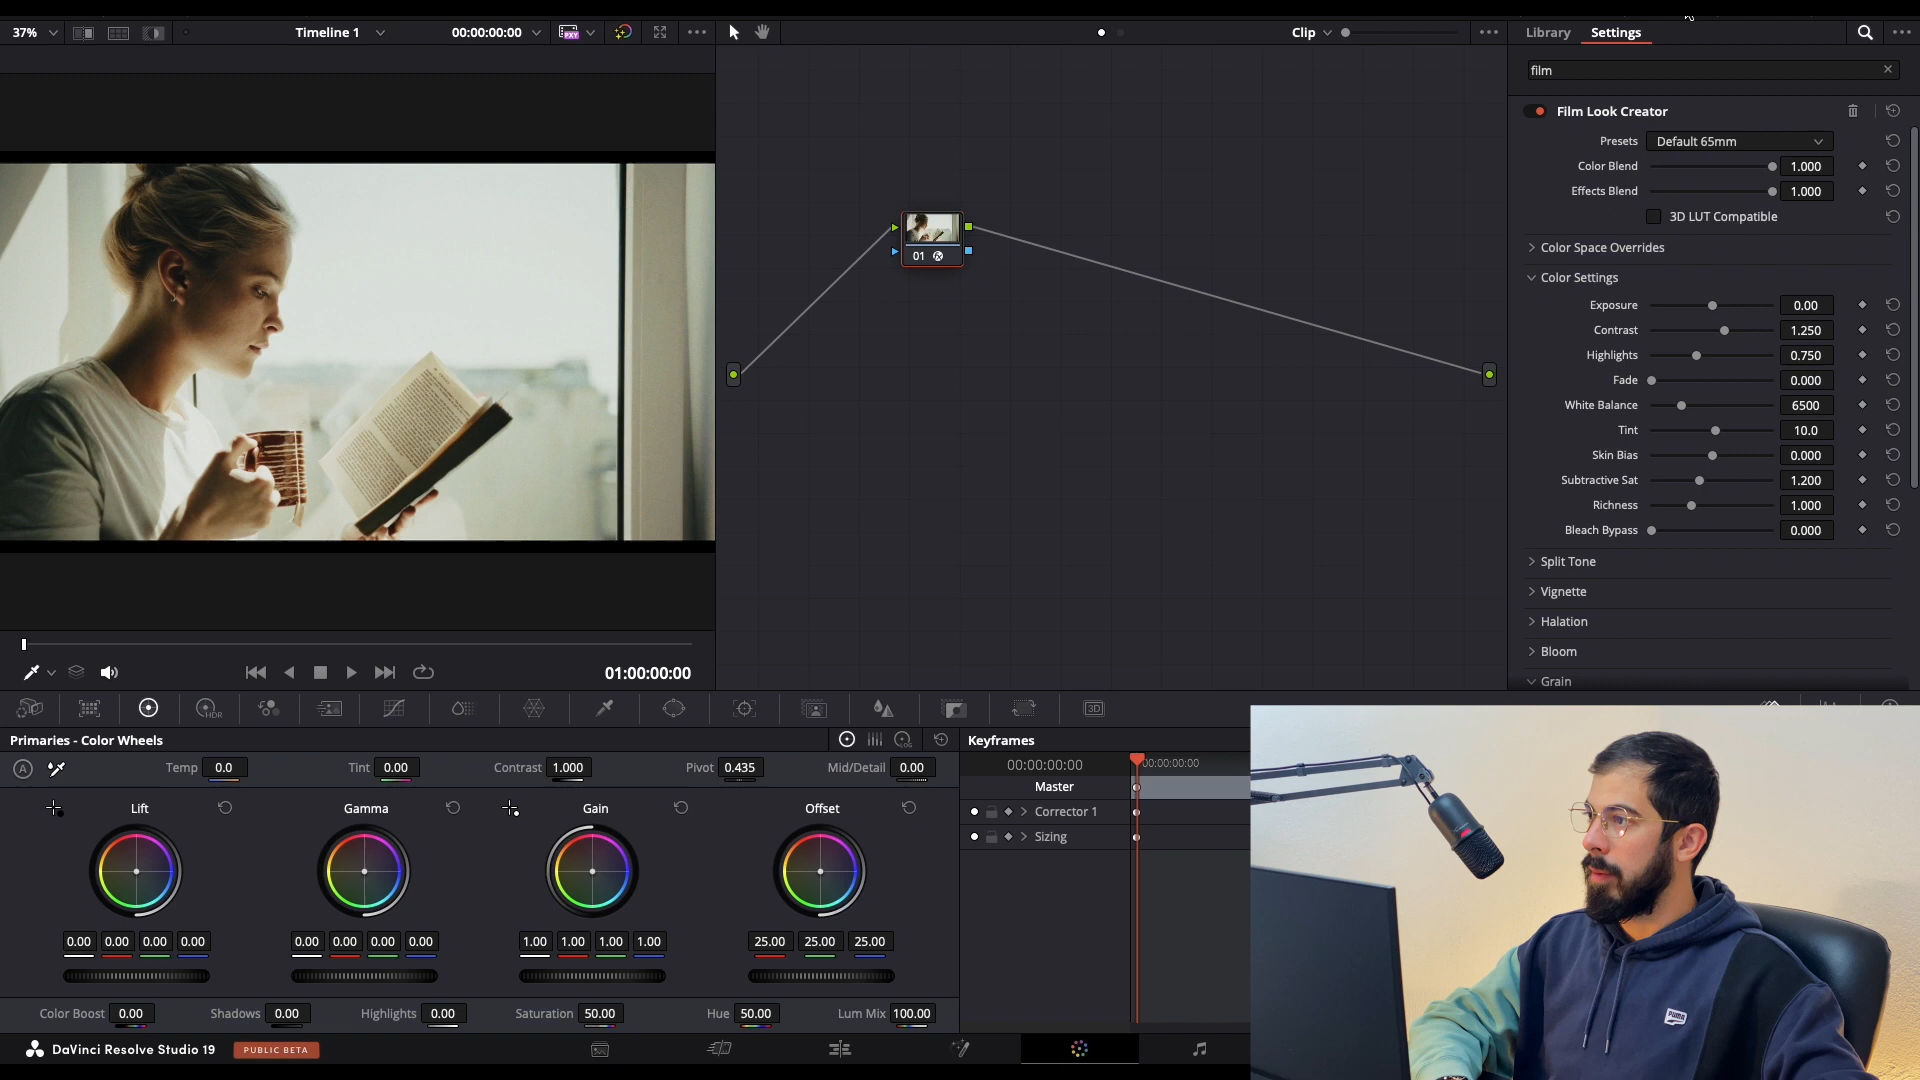 37%
Timeline 1
00:00:00:00
PXY
Clip
Library
Settings
film
Film Look Creator
Presets
Default 65mm
Color Blend
1.000
Effects Blend
1.000
3D LUT Compatible
Color Space Overrides
Color Settings
Exposure
0.00
Contrast
1.250
Highlights
0.750
Fade
0.000
White Balance
6500
Tint
10.0
Skin Bias
0.000
Subtractive Sat
1.200
Richness
1.000
Bleach Bypass
0.000
Split Tone
Vignette
Halation
Bloom
Grain
01
01:00:00:00
HDR
3D
Primaries - Color Wheels
LOG
Keyframes
A
Temp
0.0
Tint
0.00
Contrast
1.000
Pivot
0.435
Mid/Detail
0.00
00:00:00:00
00:00:00:00
Master
Corrector 1
Sizing
Lift
Gamma
Gain
Offset
0.00 0.00 0.00 0.00
0.00 0.00 0.00 0.00
1.00 1.00 1.00 1.00
25.00 25.00 25.00
Color Boost
0.00
Shadows
0.00
Highlights
0.00
Saturation
50.00
Hue
50.00
Lum Mix
100.00
DaVinci Resolve Studio 19
PUBLIC BETA
PUMA